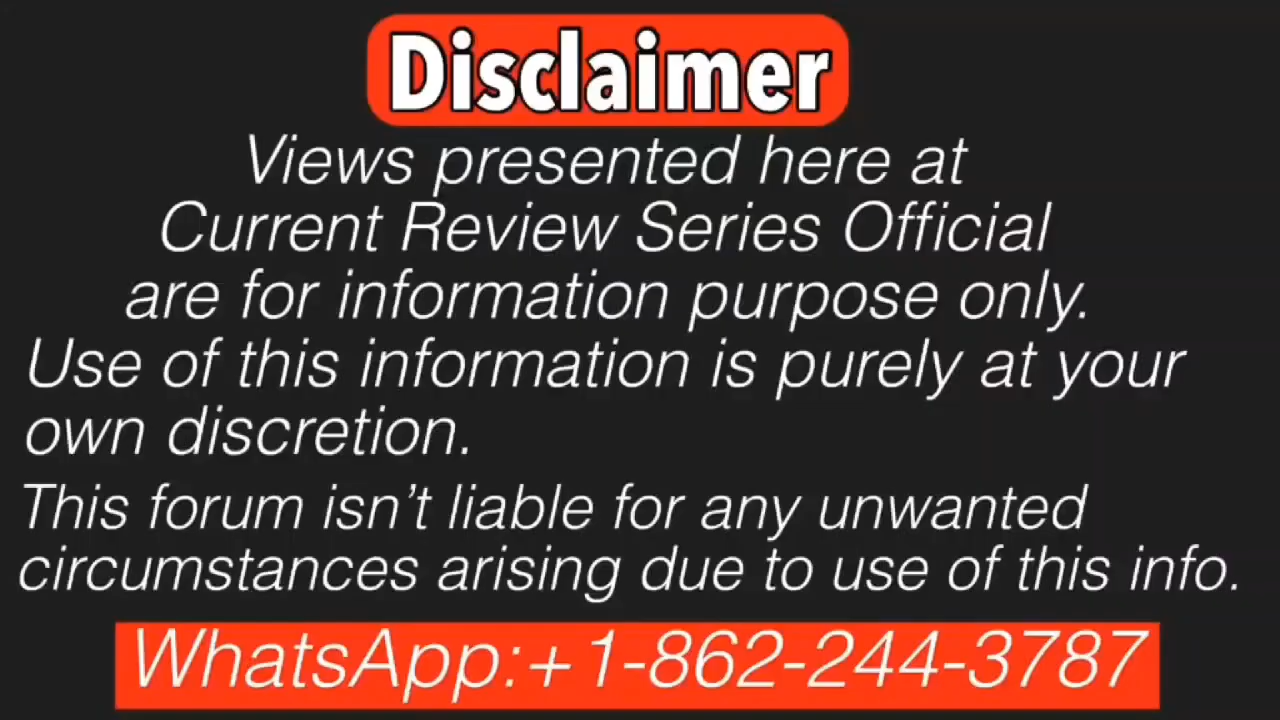 Disclaimer
Views presented here at
Current Review Series Official
are for information purpose only.
Use of this information is purely at your
own discretion.
This forum isn’t liable for any unwanted
circumstances arising due to use of this info.
WhatsApp:+1-862-244-3787